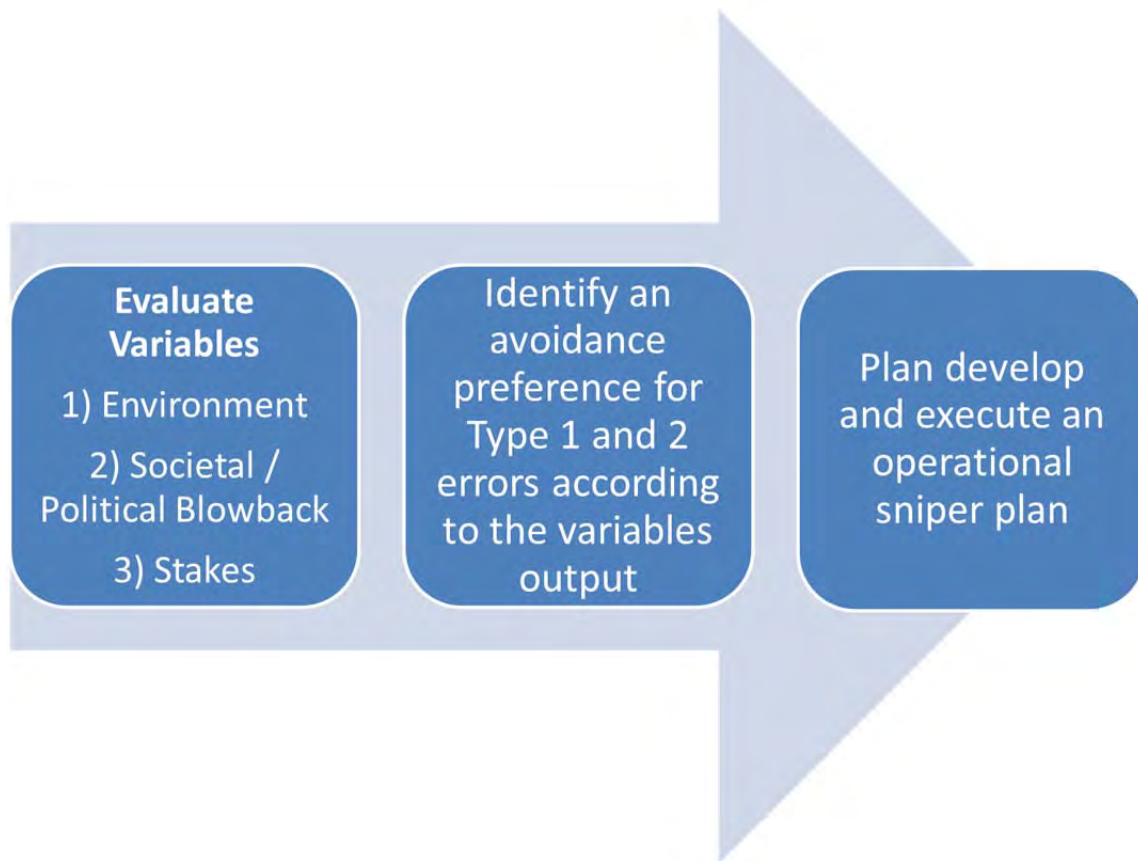 Evaluate
Variables
1) Environment
2) Societal /
Political Blowback
3) Stakes
Identify an
avoidance
preference for
Type 1 and 2
errors according
to the variables
output
Plan develop
and execute an
operational
sniper plan